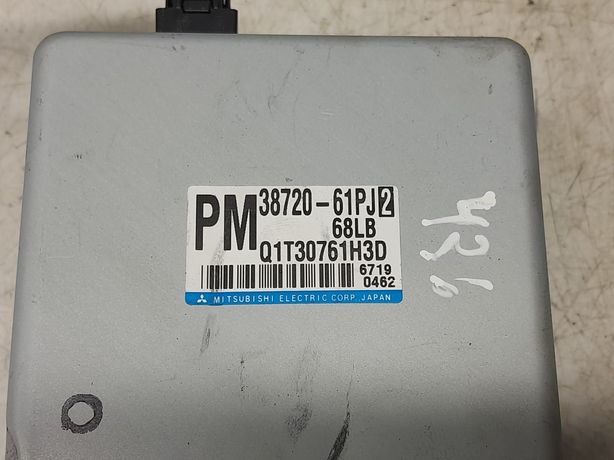 PM 38720-61PJ2
68LB
Q1T30761H3D
6719
0462
MITSUBISHI ELECTRIC CORP. JAPAN